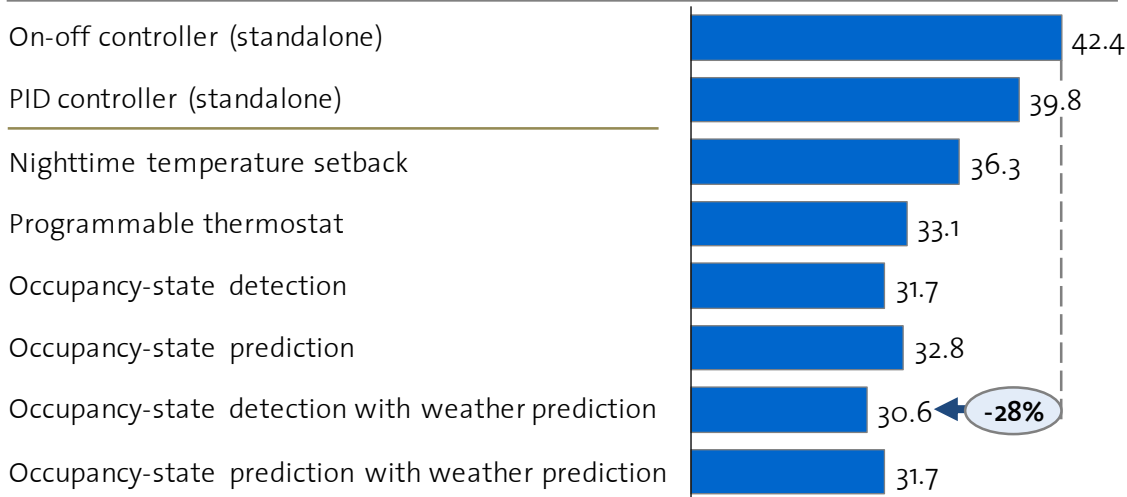 On-off controller (standalone) 42.4
PID controller (standalone) 39.8
Nighttime temperature setback 36.3
Programmable thermostat 33.1
Occupancy-state detection 31.7
Occupancy-state prediction 32.8
Occupancy-state detection with weather prediction 30.6 -28%
Occupancy-state prediction with weather prediction 31.7